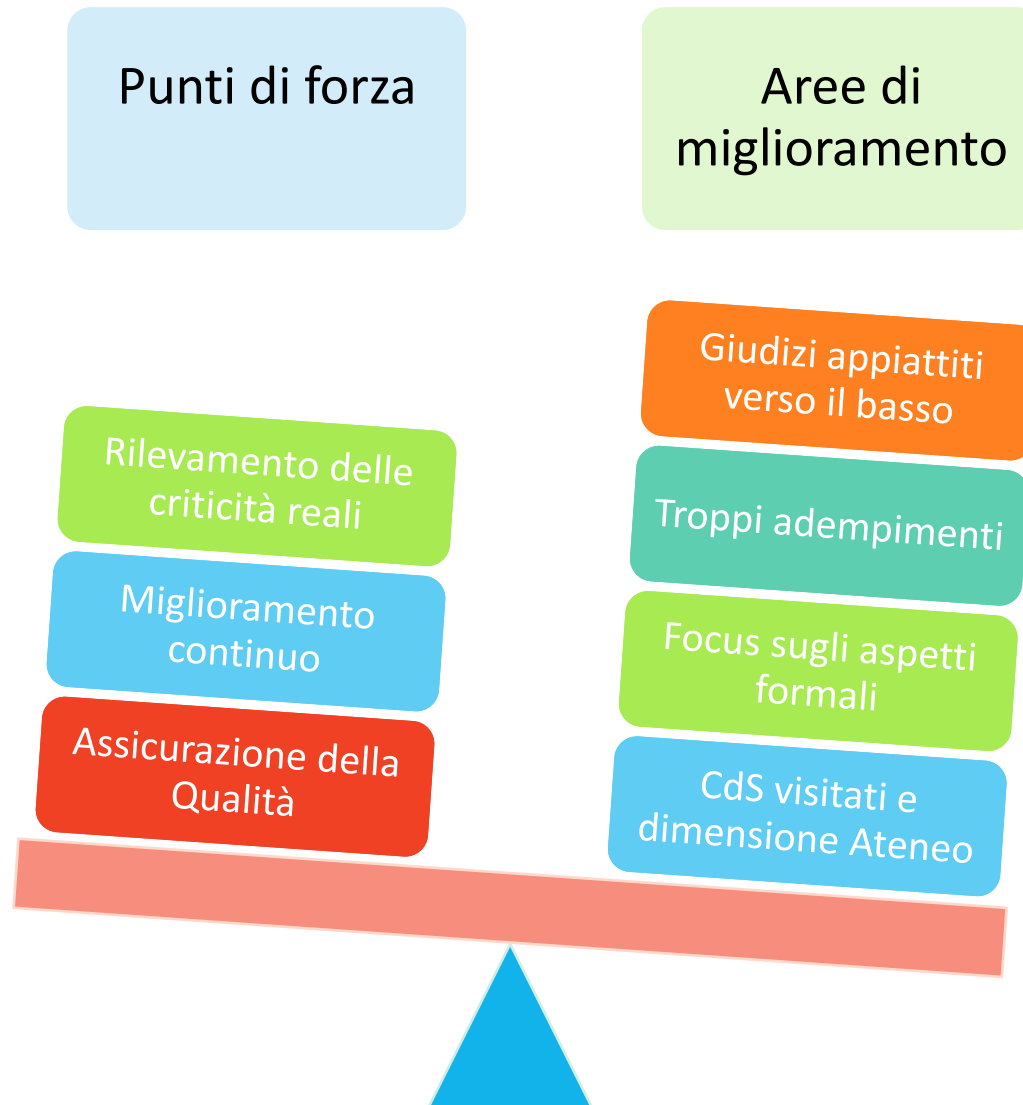 Punti di forza
Rilevamento delle
criticità reali
Miglioramento
continuo
Assicurazione della
Qualità
Aree di
miglioramento
Giudizi appiattiti
verso il basso
Troppi adempimenti
Focus sugli aspetti
formali
CdS visitati e
dimensione Ateneo